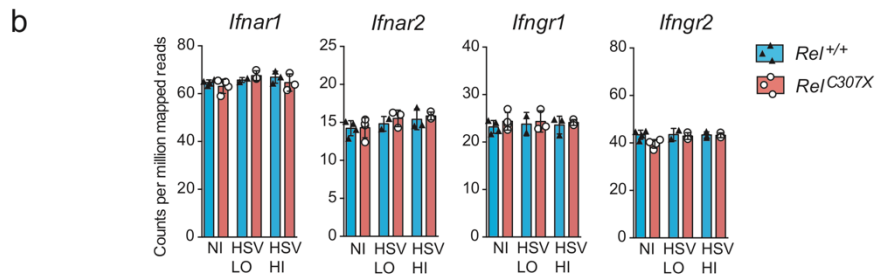 b
Ifnar1 Ifnar2 Ifngr1 Ifngr2
Counts per million mapped reads
80
60
40
20
0
NI HSV LO HSV HI
25
20
15
10
5
0
NI HSV LO HSV HI
40
30
20
10
0
NI HSV LO HSV HI
80
60
40
20
0
NI HSV LO HSV HI
Rel+/+
RelC307X